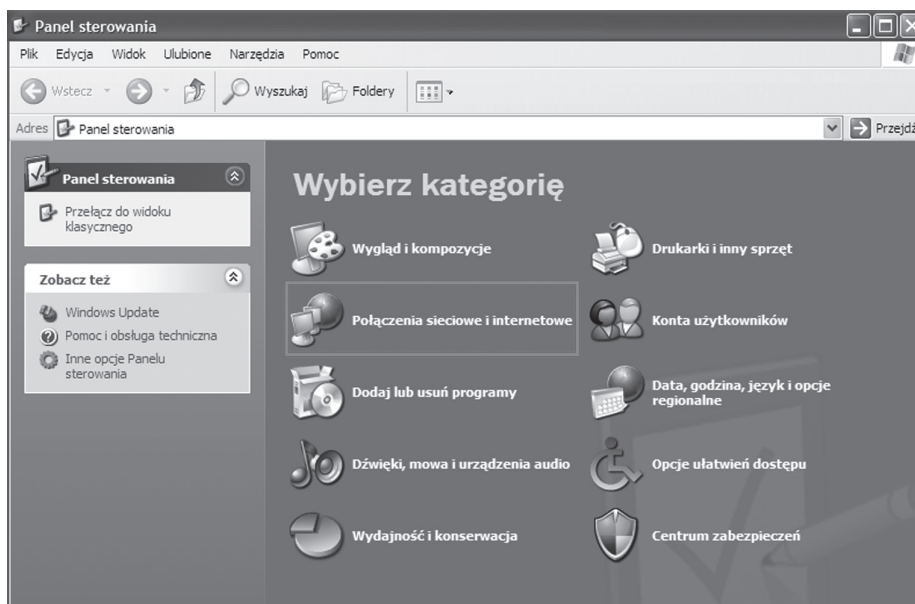 Panel sterowania
Plik Edycja Widok Ulubione Narzędzia Pomoc
Wstecz Wyszukaj Foldery
Adres Panel sterowania Przejdź
Panel sterowania
Przełącz do widoku
klasycznego
Zobacz też
Windows Update
Pomoc i obsługa techniczna
Inne opcje Panelu
sterowania
Wybierz kategorię
Wygląd i kompozycje
Drukarki i inny sprzęt
Połączenia sieciowe i internetowe
Konta użytkowników
Dodaj lub usuń programy
Data, godzina, język i opcje
regionalne
Dźwięki, mowa i urządzenia audio
Opcje ułatwień dostępu
Wydajność i konserwacja
Centrum zabezpieczeń